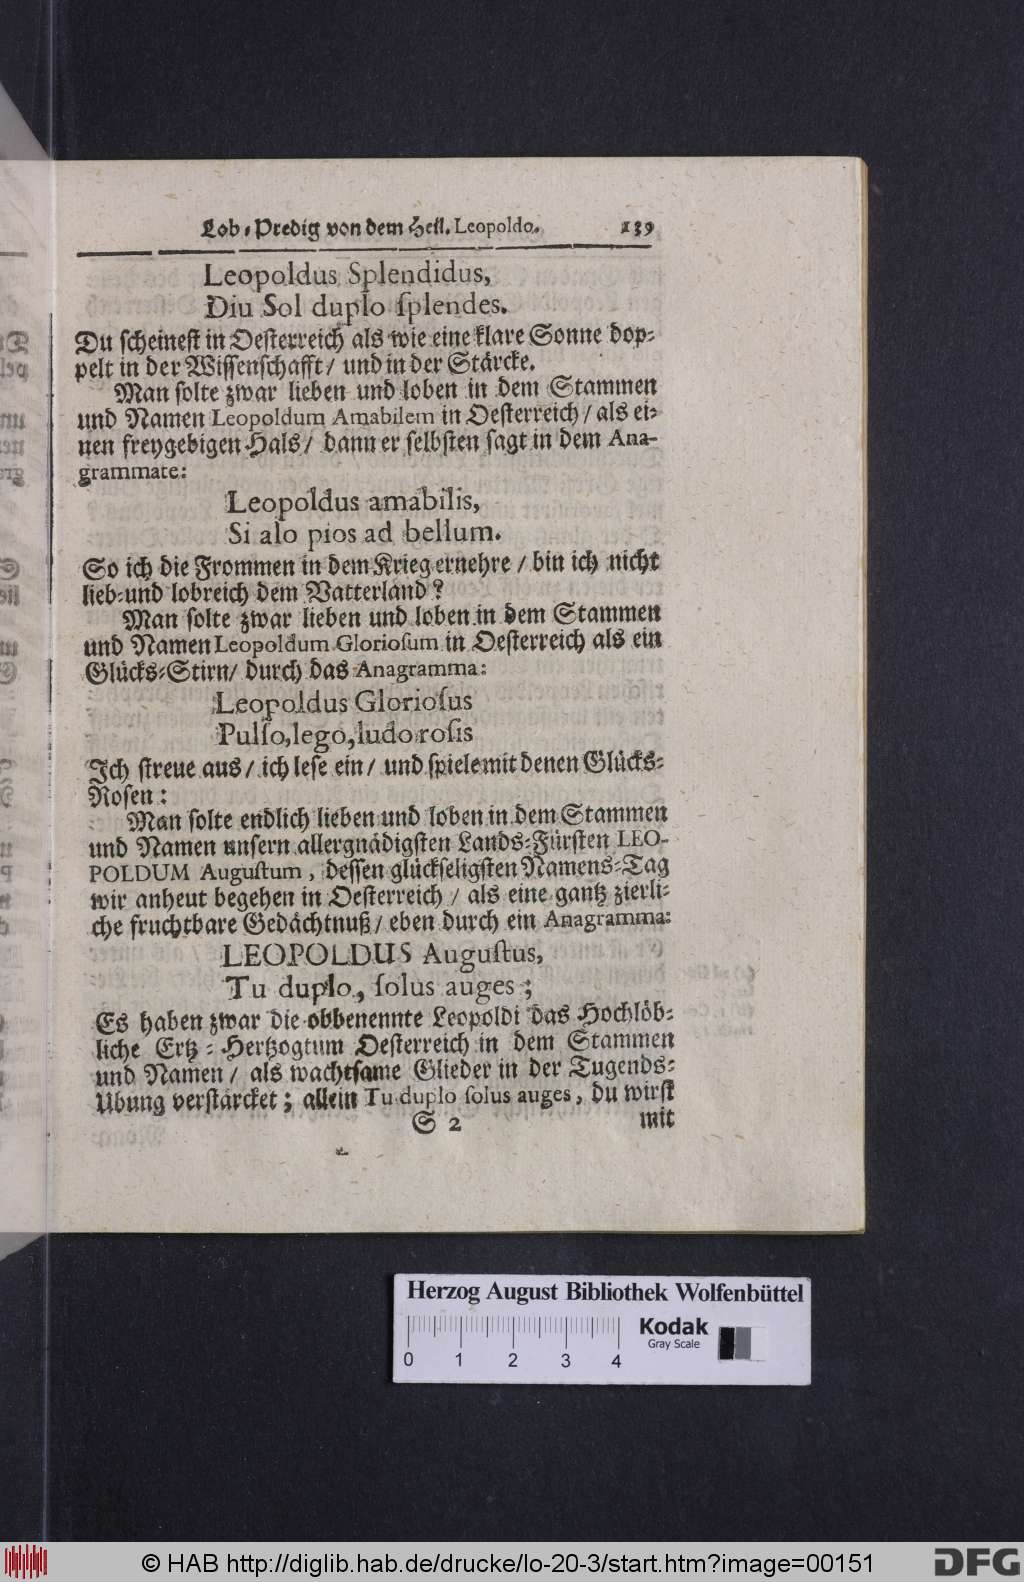 Lob-Predig von dem Heil. Leopoldo. 139
Leopoldus Splendidus,
Diu Sol duplo ſplendes.
Du ſcheineſt in Oeſterreich als wie eine klare Sonne dop-
pelt in der Wiſſenſchafft / und in der Stärcke.
Man ſolte zwar lieben und loben in dem Stammen
und Namen Leopoldum Amabilem in Oeſterreich / als ei-
nen freygebigen Hals / dann er ſelbſten ſagt in dem Ana-
grammate:
Leopoldus amabilis,
Si alo pios ad bellum.
So ich die Frommen in dem Krieg ernehre / bin ich nicht
lieb-und lobreich dem Vatterland?
Man ſolte zwar lieben und loben in dem Stammen
und Namen Leopoldum Glorioſum in Oeſterreich als ein
Glücks-Stirn / durch das Anagramma:
Leopoldus Glorioſus
Pulſo, lego, ludo roſis
Ich ſtreue aus / ich leſe ein / und ſpiele mit denen Glücks-
Roſen:
Man ſolte endlich lieben und loben in dem Stammen
und Namen unſern allergnädigſten Lands-Fürſten LEO-
POLDUM Auguſtum, deſſen glückſeligſten Namens-Tag
wir anheut begehen in Oeſterreich / als eine gantz zierli-
che fruchtbare Gedächtnuß / eben durch ein Anagramma:
LEOPOLDUS Auguſtus,
Tu duplo, ſolus auges;
Es haben zwar die obbenennte Leopoldi das Hochlöb-
liche Ertz-Hertzogtum Oeſterreich in dem Stammen
und Namen / als wachtſame Glieder in der Tugends-
Ubung verſtärcket; allein Tu duplo ſolus auges, du wirſt
S 2 mit
Herzog August Bibliothek Wolfenbüttel
Kodak
Gray Scale
0 1 2 3 4
© HAB http://diglib.hab.de/drucke/lo-20-3/start.htm?image=00151
DFG